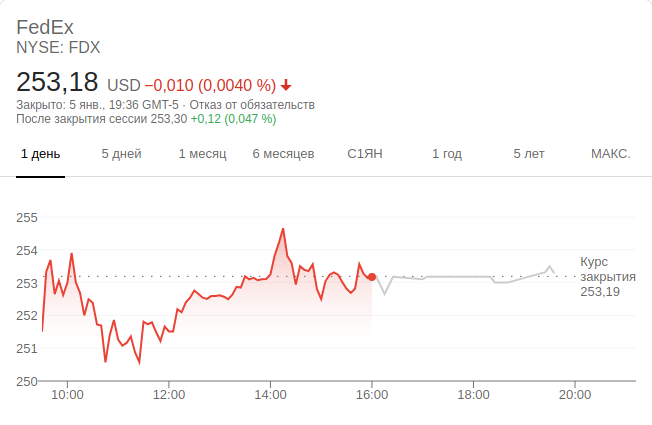 FedEx
NYSE: FDX
253,18 USD −0,010 (0,0040 %)
Закрыто: 5 янв., 19:36 GMT-5 · Отказ от обязательств
После закрытия сессии 253,30 +0,12 (0,047 %)
1 день 5 дней 1 месяц 6 месяцев С1ЯН 1 год 5 лет МАКС.
255
254
253
252
251
250
Курс
закрытия
253,19
10:00 12:00 14:00 16:00 18:00 20:00